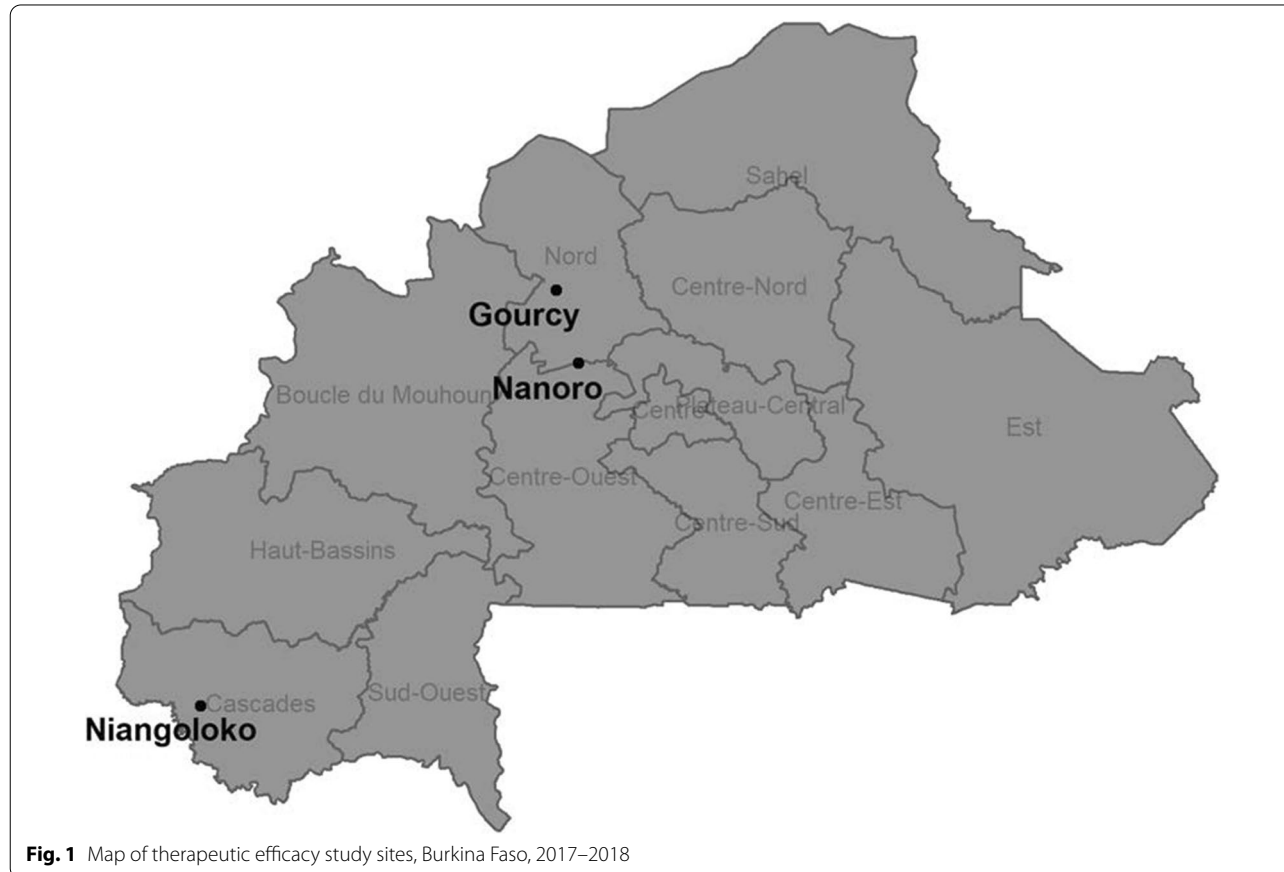 Sahel
Nord
Centre-Nord
Gourcy
Nanoro
Boucle du Mouhoun
Centre
Plateau-Central
Est
Centre-Ouest
Centre-Est
Centre-Sud
Haut-Bassins
Sud-Ouest
Cascades
Niangoloko
Fig. 1 Map of therapeutic efficacy study sites, Burkina Faso, 2017–2018